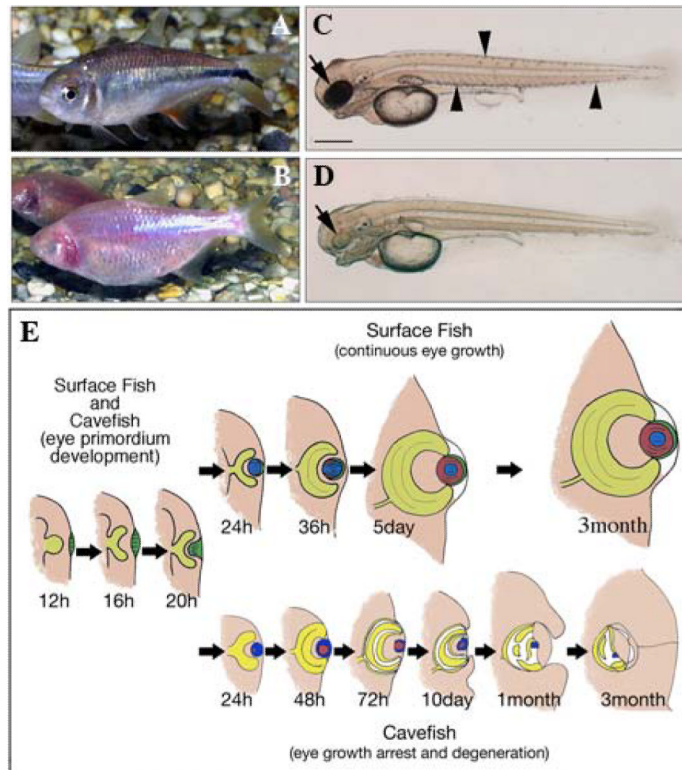 A
C
B
D
E
Surface Fish
(continuous eye growth)
Surface Fish
and
Cavefish
(eye primordium
development)
24h
36h
5day
3month
12h
16h
20h
24h
48h
72h
10day
1month
3month
Cavefish
(eye growth arrest and degeneration)